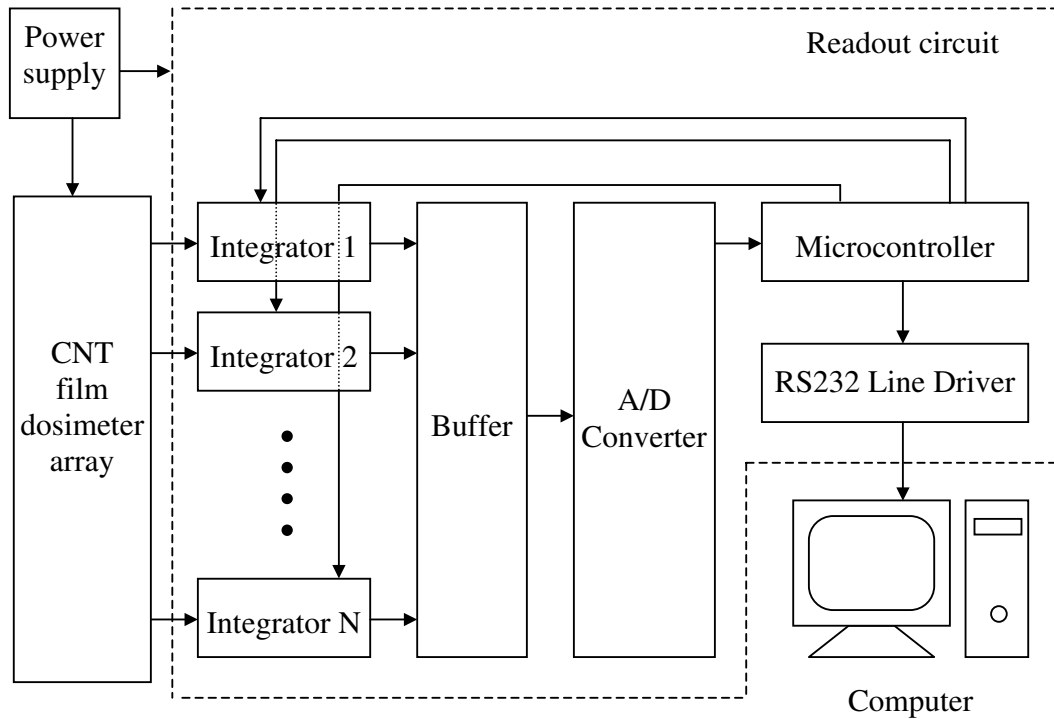 Power
supply
Readout circuit
Integrator 1
Microcontroller
Integrator 2
CNT
film
dosimeter
array
Buffer
A/D
Converter
RS232 Line Driver
Integrator N
Computer